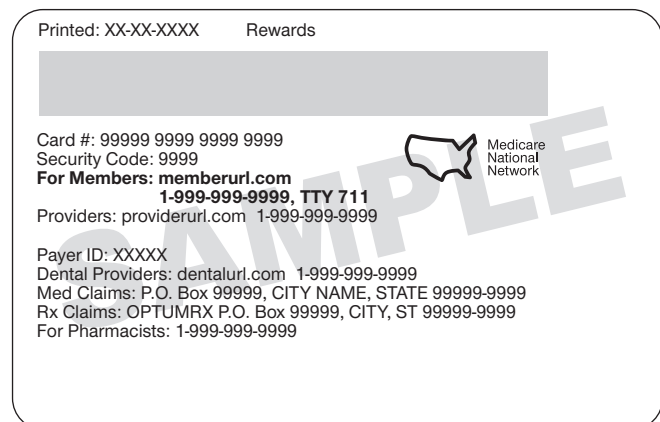 Printed: XX-XX-XXXX Rewards
Card #: 99999 9999 9999 9999
Security Code: 9999
For Members: memberurl.com
1-999-999-9999, TTY 711
Providers: providerurl.com 1-999-999-9999
Medicare
National
Network
Payer ID: XXXXX
Dental Providers: dentalurl.com 1-999-999-9999
Med Claims: P.O. Box 99999, CITY NAME, STATE 99999-9999
Rx Claims: OPTUMRX P.O. Box 99999, CITY, ST 99999-9999
For Pharmacists: 1-999-999-9999
SAMPLE